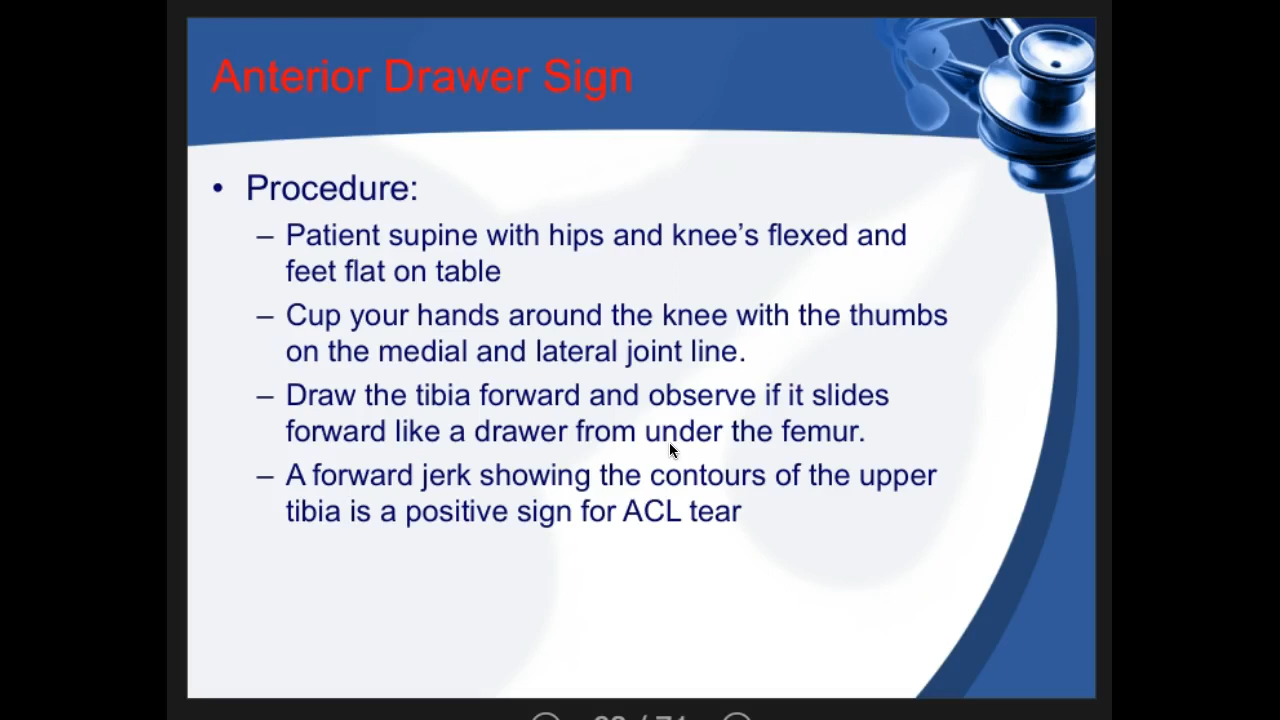 Anterior Drawer Sign
• Procedure:
– Patient supine with hips and knee’s flexed and
feet flat on table
– Cup your hands around the knee with the thumbs
on the medial and lateral joint line.
– Draw the tibia forward and observe if it slides
forward like a drawer from under the femur.
– A forward jerk showing the contours of the upper
tibia is a positive sign for ACL tear